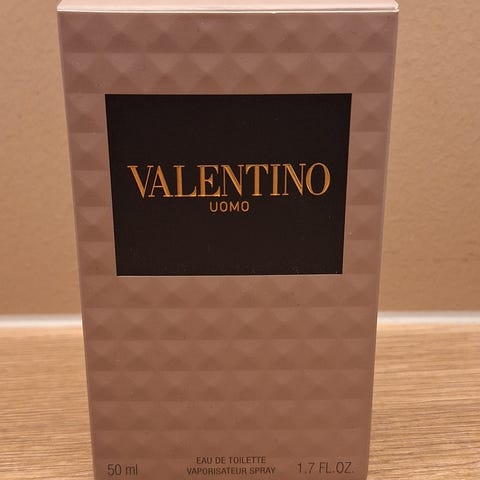 VALENTINO
UOMO
EAU DE TOILETTE
50 ml VAPORISATEUR SPRAY 1.7 FL.OZ.